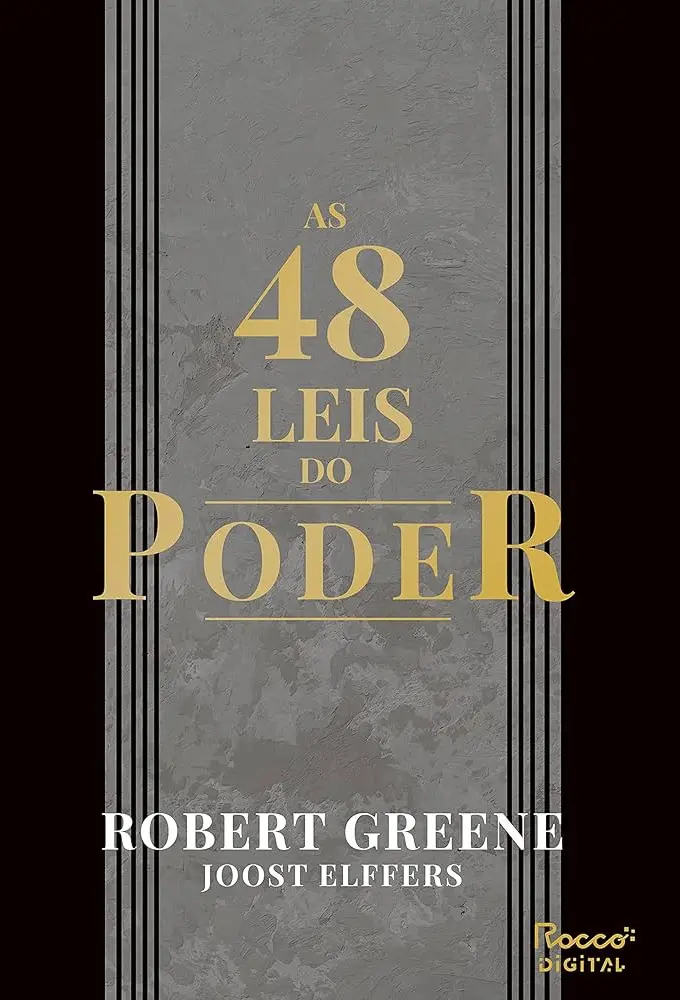 AS
48
LEIS
DO
PODER
ROBERT GREENE
JOOST ELFFERS
Rocco
DIGITAL